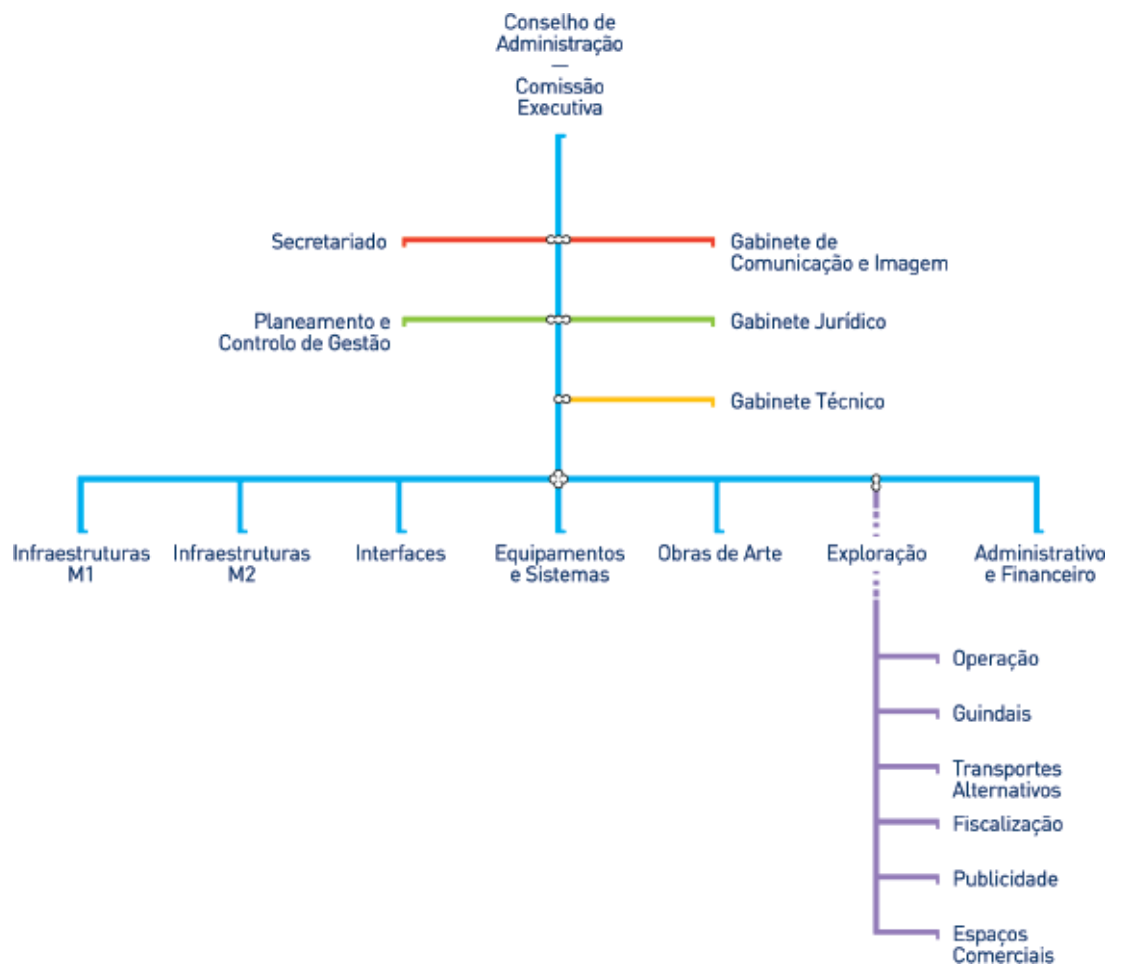 Conselho de
Administração
—
Comissão
Executiva
Secretariado
Gabinete de
Comunicação e Imagem
Planeamento e
Controlo de Gestão
Gabinete Jurídico
Gabinete Técnico
Infraestruturas
M1
Infraestruturas
M2
Interfaces
Equipamentos
e Sistemas
Obras de Arte
Exploração
Administrativo
e Financeiro
Operação
Guindais
Transportes
Alternativos
Fiscalização
Publicidade
Espaços
Comerciais